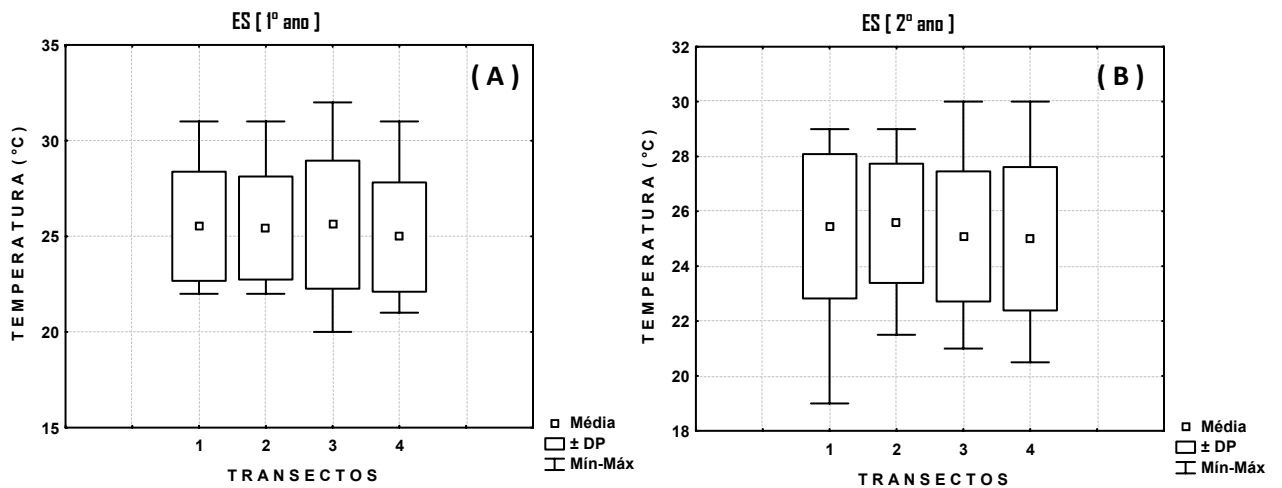 ES [ 1º ano ]
( A )
TEMPERATURA (°C)
35
30
25
20
15
1 2 3 4
TRANSECTOS
Média
± DP
Mín-Máx
ES [ 2º ano ]
( B )
TEMPERATURA (°C)
32
30
28
26
24
22
20
18
1 2 3 4
TRANSECTOS
Média
± DP
Mín-Máx